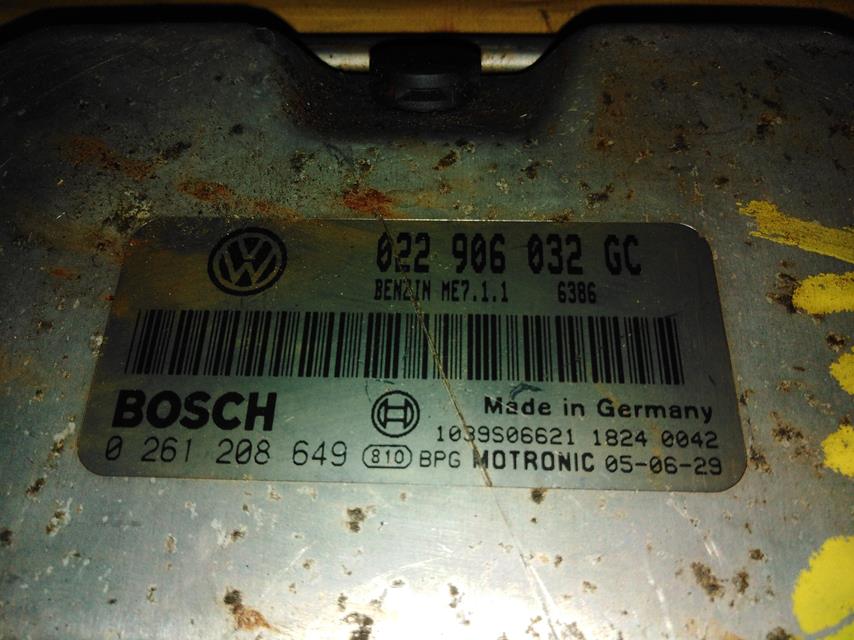 022 906 032 GC
BENZIN ME7.1.1 6386
BOSCH
Made in Germany
1039S06621 1824 0042
0 261 208 649 810 BPG MOTRONIC 05-06-29